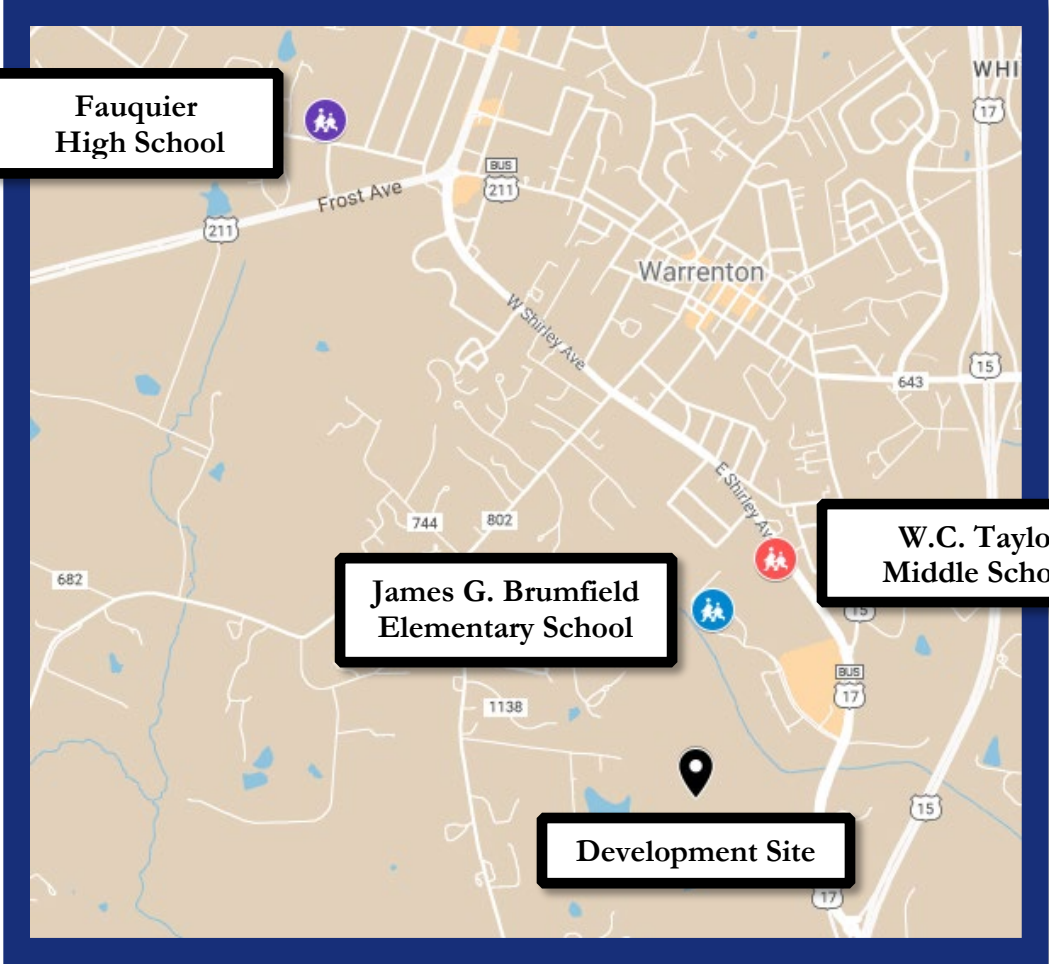 WHI
17
Fauquier
High School
BUS
211
Frost Ave
211
Warrenton
W Shirley Ave
15
643
E Shirley Av
744
802
W.C. Taylo
Middle Scho
682
James G. Brumfield
Elementary School
15
BUS
17
1138
15
Development Site
17